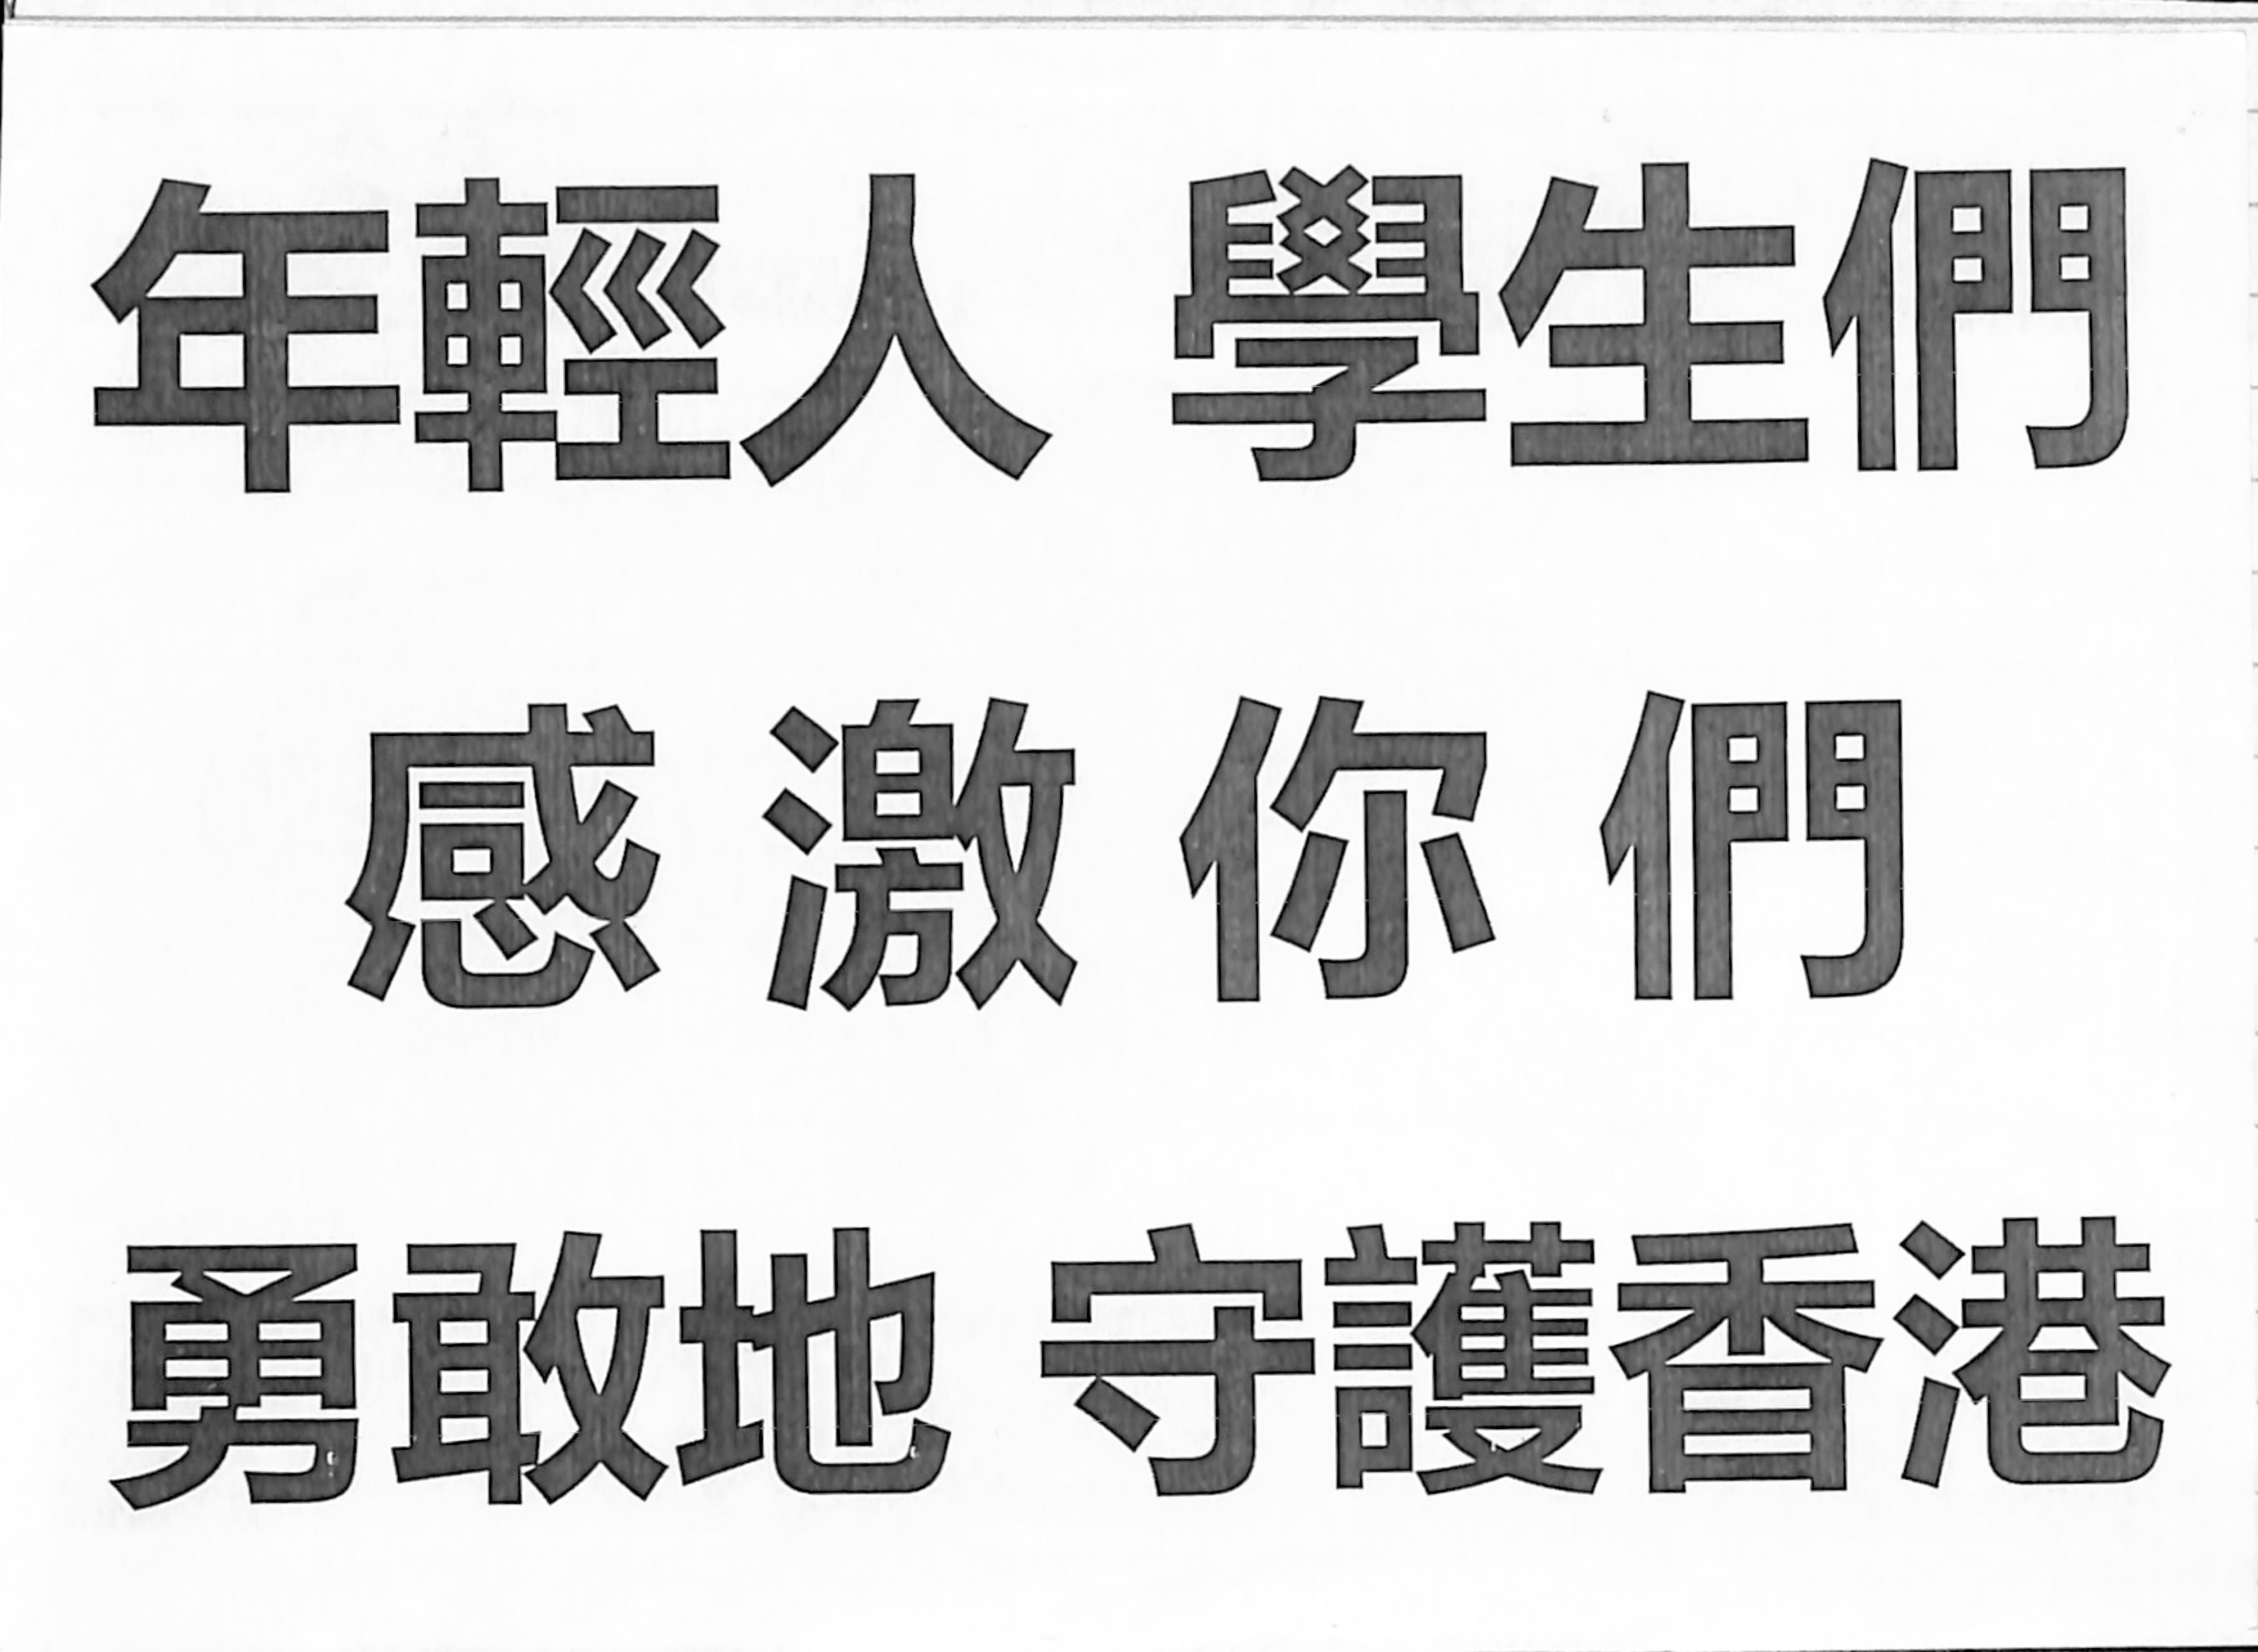 年輕人 學生們
感激你們
勇敢地 守護香港